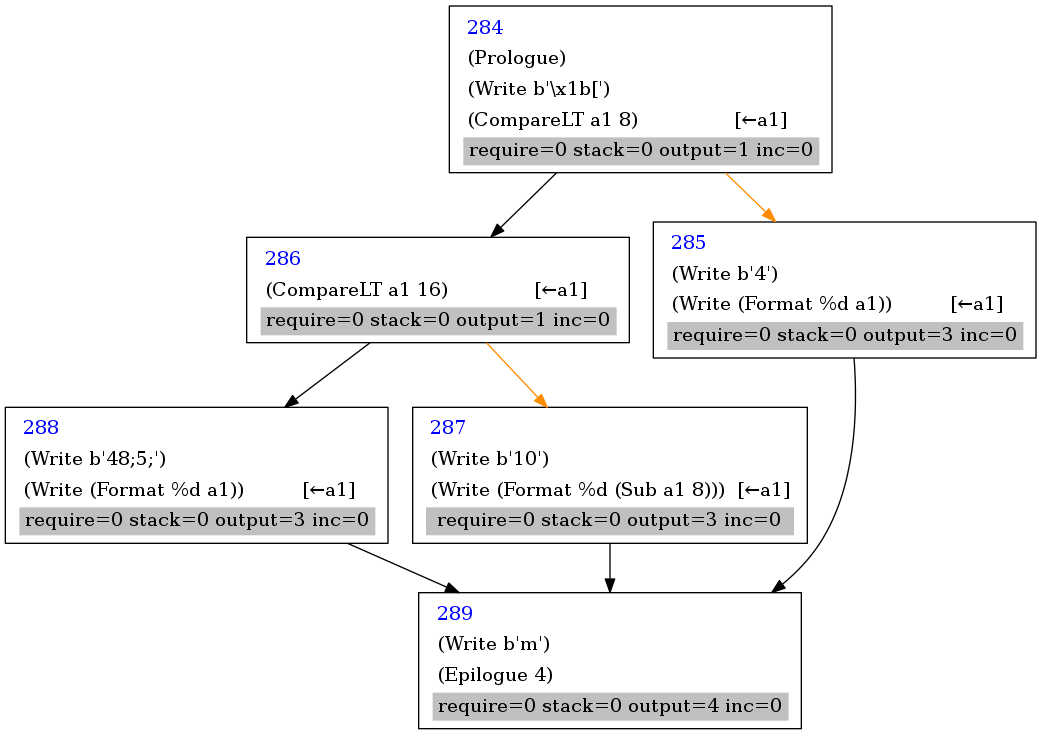 284
(Prologue)
(Write b'\x1b[')
(CompareLT a1 8) [←a1]
require=0 stack=0 output=1 inc=0
286
(CompareLT a1 16) [←a1]
require=0 stack=0 output=1 inc=0
285
(Write b'4')
(Write (Format %d a1)) [←a1]
require=0 stack=0 output=3 inc=0
288
(Write b'48;5;')
(Write (Format %d a1)) [←a1]
require=0 stack=0 output=3 inc=0
287
(Write b'10')
(Write (Format %d (Sub a1 8))) [←a1]
require=0 stack=0 output=3 inc=0
289
(Write b'm')
(Epilogue 4)
require=0 stack=0 output=4 inc=0